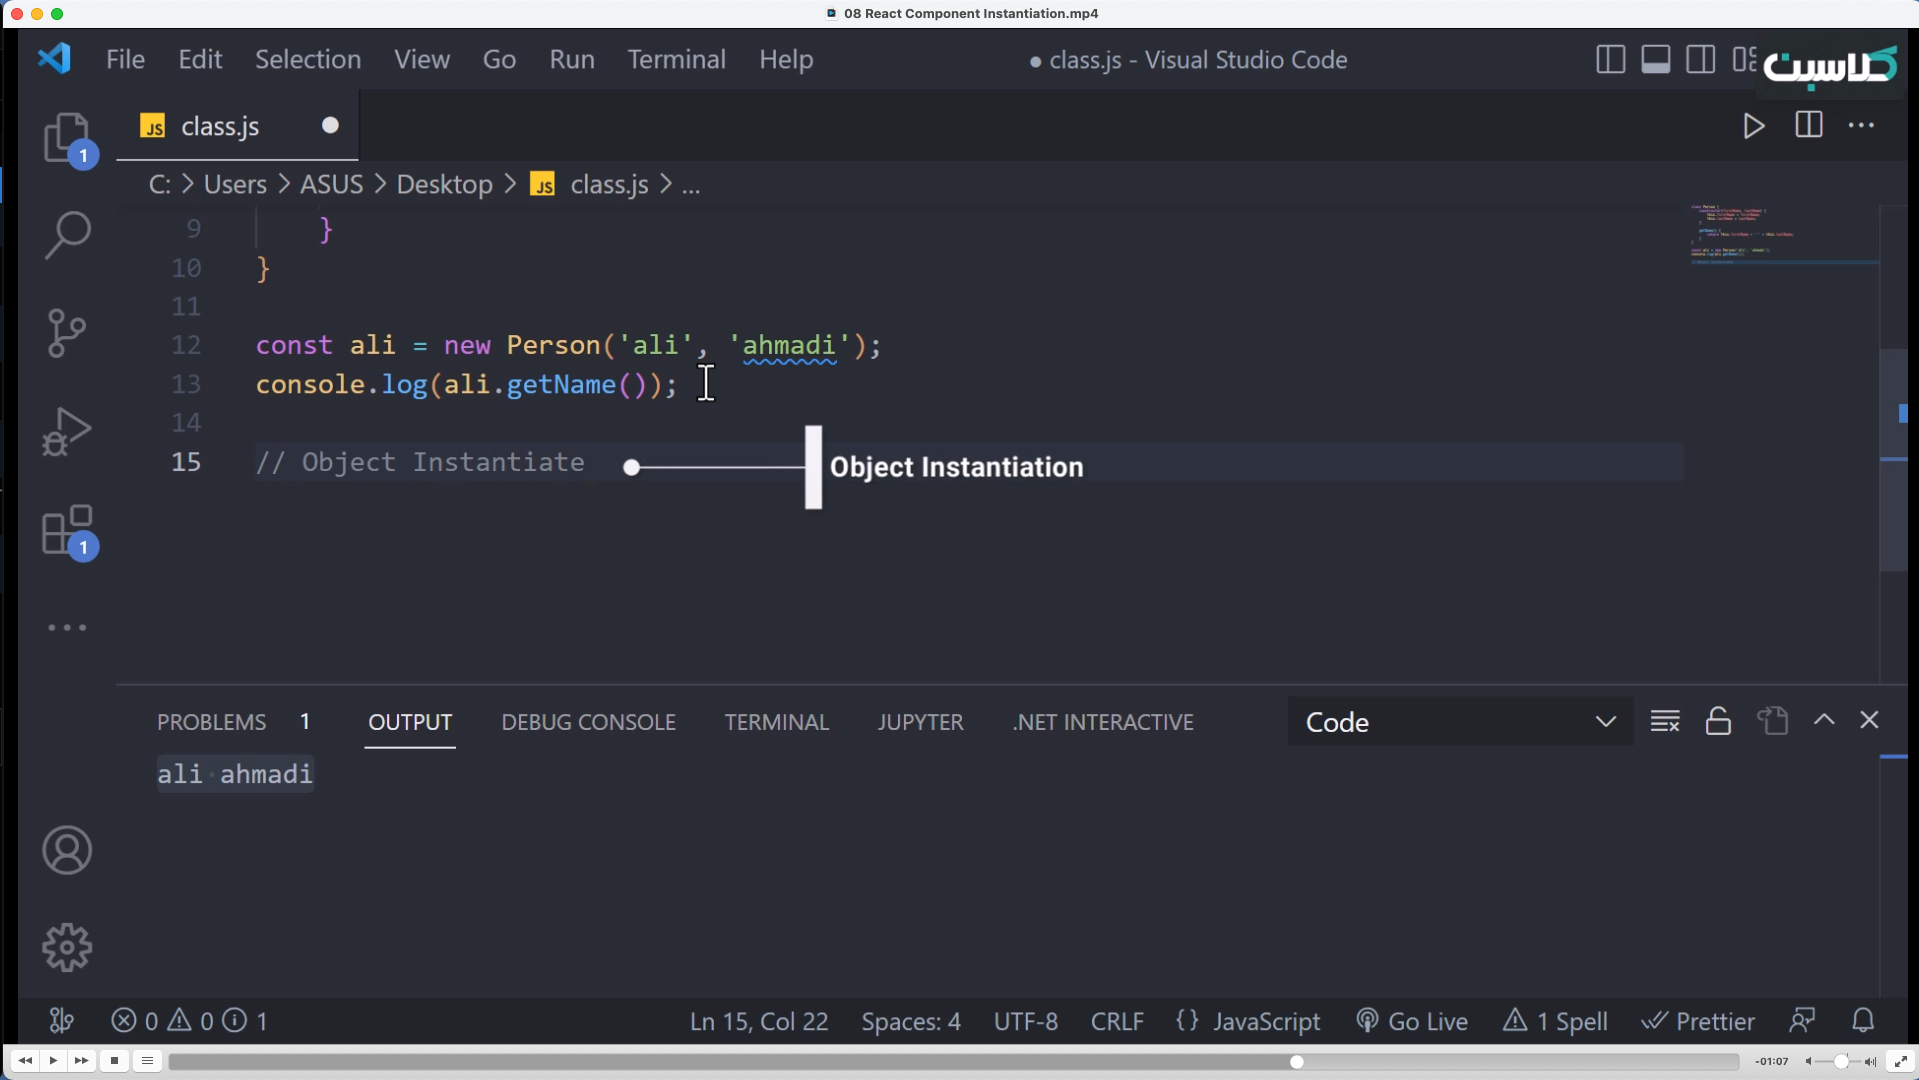 08 React Component Instantiation.mp4
File Edit Selection View Go Run Terminal Help
● class.js - Visual Studio Code
کلاسیت
JS class.js
1
C: > Users > ASUS > Desktop > JS class.js > ...
9 }
10 }
11
12 const ali = new Person('ali', 'ahmadi');
13 console.log(ali.getName());
14
15 // Object Instantiate
Object Instantiation
1
PROBLEMS 1 OUTPUT DEBUG CONSOLE TERMINAL JUPYTER .NET INTERACTIVE
Code
ali ahmadi
0 0 1
Ln 15, Col 22 Spaces: 4 UTF-8 CRLF {} JavaScript Go Live 1 Spell Prettier
-01:07